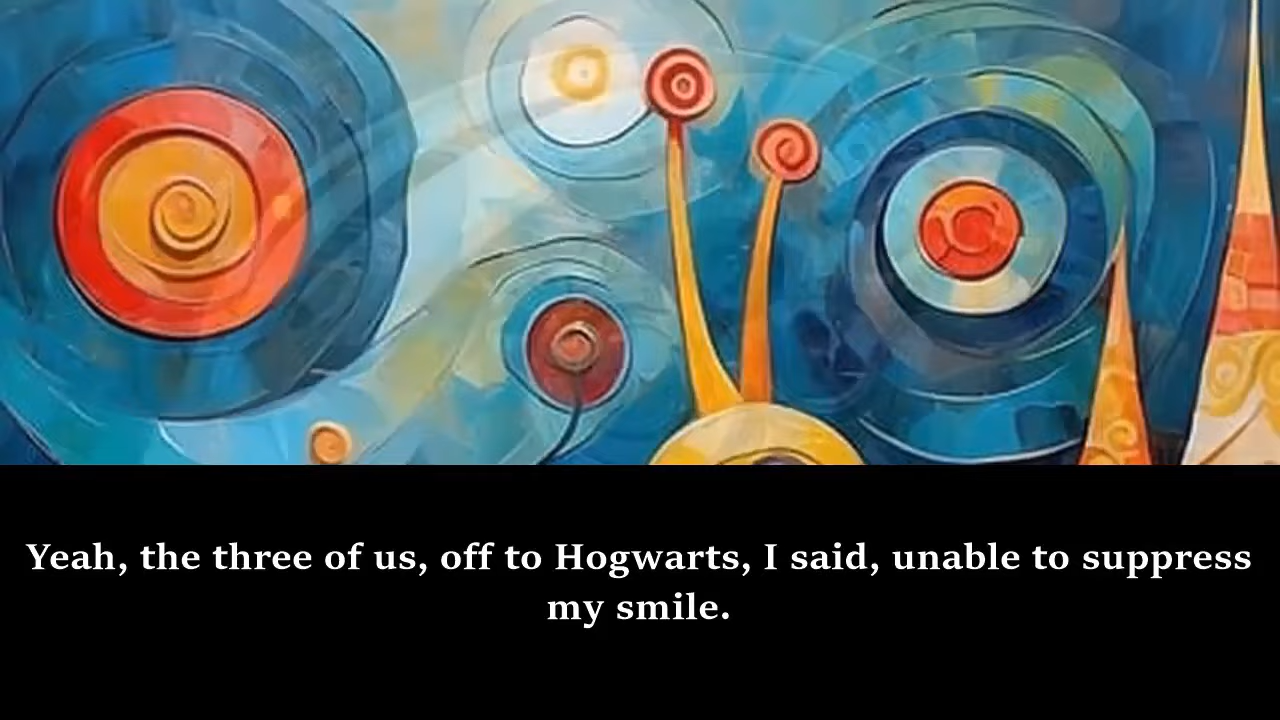 Yeah, the three of us, off to Hogwarts, I said, unable to suppress
my smile.